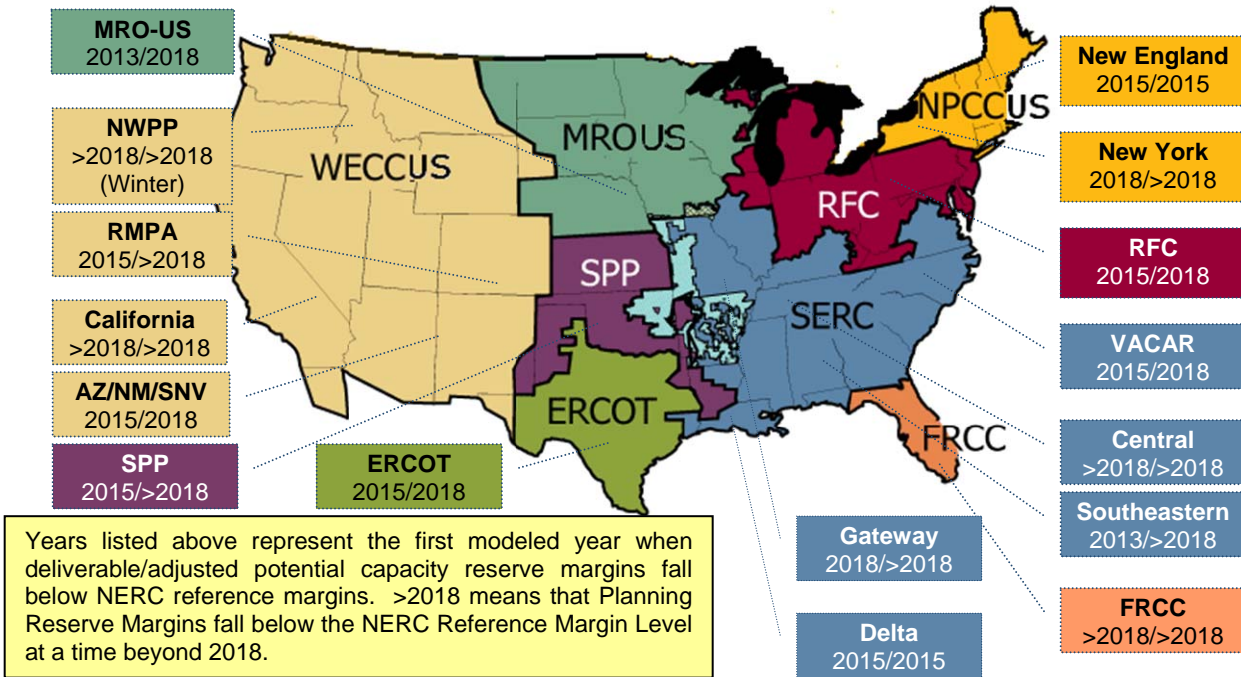 MRO-US
2013/2018
NWPP
>2018/>2018
(Winter)
RMPA
2015/>2018
California
>2018/>2018
AZ/NM/SNV
2015/2018
SPP
2015/>2018
ERCOT
2015/2018
WECCUS
MROUS
SPP
ERCOT
RFC
SERC
NPCCUS
FRCC
New England
2015/2015
New York
2018/>2018
RFC
2015/2018
VACAR
2015/2018
Central
>2018/>2018
Southeastern
2013/>2018
FRCC
>2018/>2018
Gateway
2018/>2018
Delta
2015/2015
Years listed above represent the first modeled year when
deliverable/adjusted potential capacity reserve margins fall
below NERC reference margins. >2018 means that Planning
Reserve Margins fall below the NERC Reference Margin Level
at a time beyond 2018.